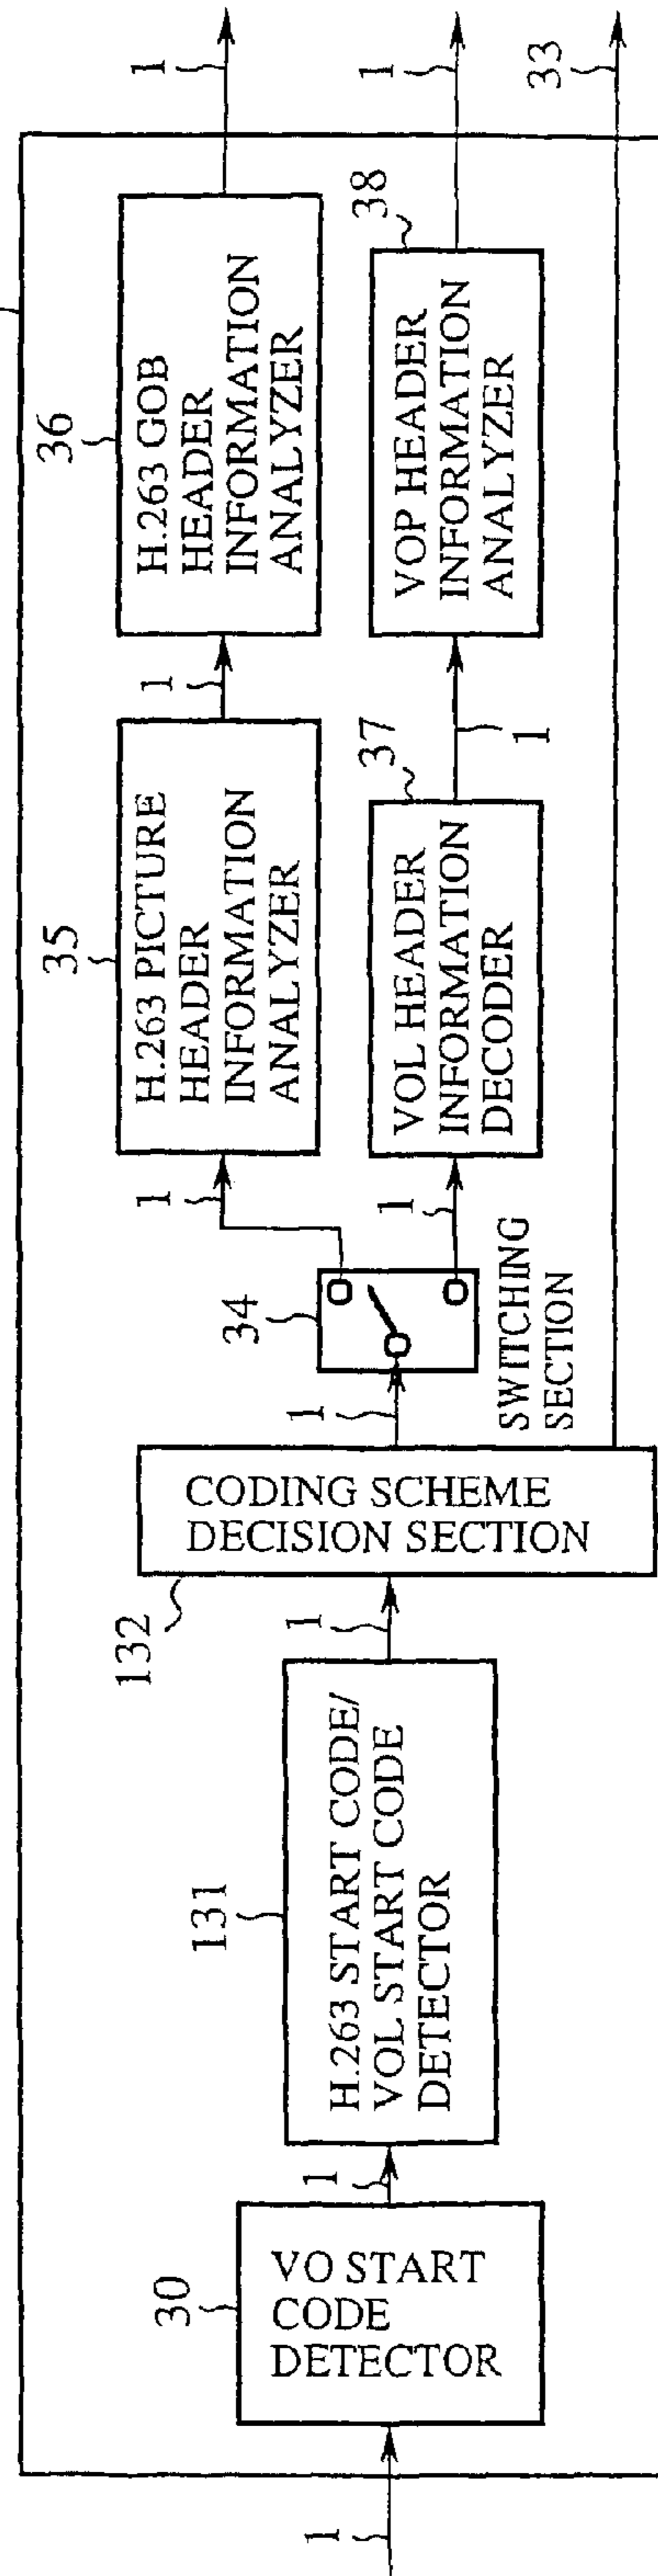 1
30
VO START
CODE
DETECTOR
1
131
H.263 START CODE/
VOL START CODE
DETECTOR
1
132
CODING SCHEME
DECISION SECTION
1
34
SWITCHING
SECTION
1
35
H.263 PICTURE
HEADER
INFORMATION
ANALYZER
1
36
H.263 GOB
HEADER
INFORMATION
ANALYZER
1
1
37
VOL HEADER
INFORMATION
DECODER
1
38
VOP HEADER
INFORMATION
ANALYZER
1
33